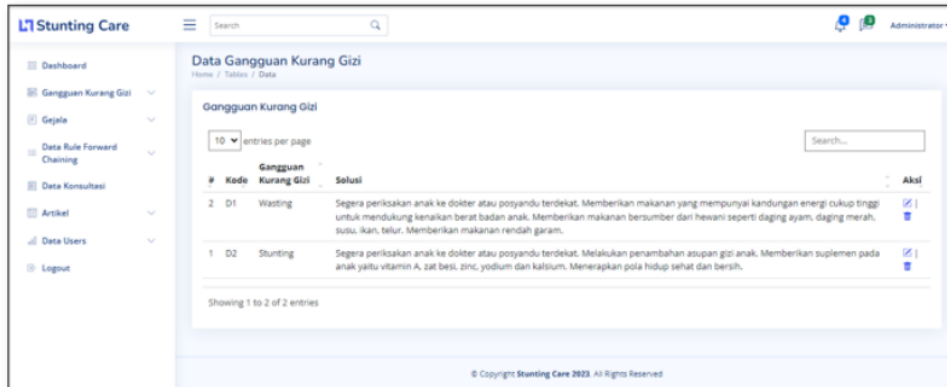 Stunting Care
Search
4
3
Administrator
Dashboard
Gangguan Kurang Gizi
Gejala
Data Rule Forward
Chaining
Data Konsultasi
Artikel
Data Users
Logout
Data Gangguan Kurang Gizi
Home / Tables / Data
Gangguan Kurang Gizi
10 entries per page
Search...
# Kode Gangguan Kurang Gizi Solusi Aksi
2 D1 Wasting Segera periksakan anak ke dokter atau posyandu terdekat. Memberikan makanan yang mempunyai kandungan energi cukup tinggi
untuk mendukung kenaikan berat badan anak. Memberikan makanan bersumber dari hewani seperti daging ayam, daging merah,
susu, ikan, telur. Memberikan makanan rendah garam.
|
1 D2 Stunting Segera periksakan anak ke dokter atau posyandu terdekat. Melakukan penambahan asupan gizi anak. Memberikan suplemen pada
anak yaitu vitamin A, zat besi, zinc, yodium dan kalsium. Menerapkan pola hidup sehat dan bersih.
|
Showing 1 to 2 of 2 entries
© Copyright Stunting Care 2023. All Rights Reserved